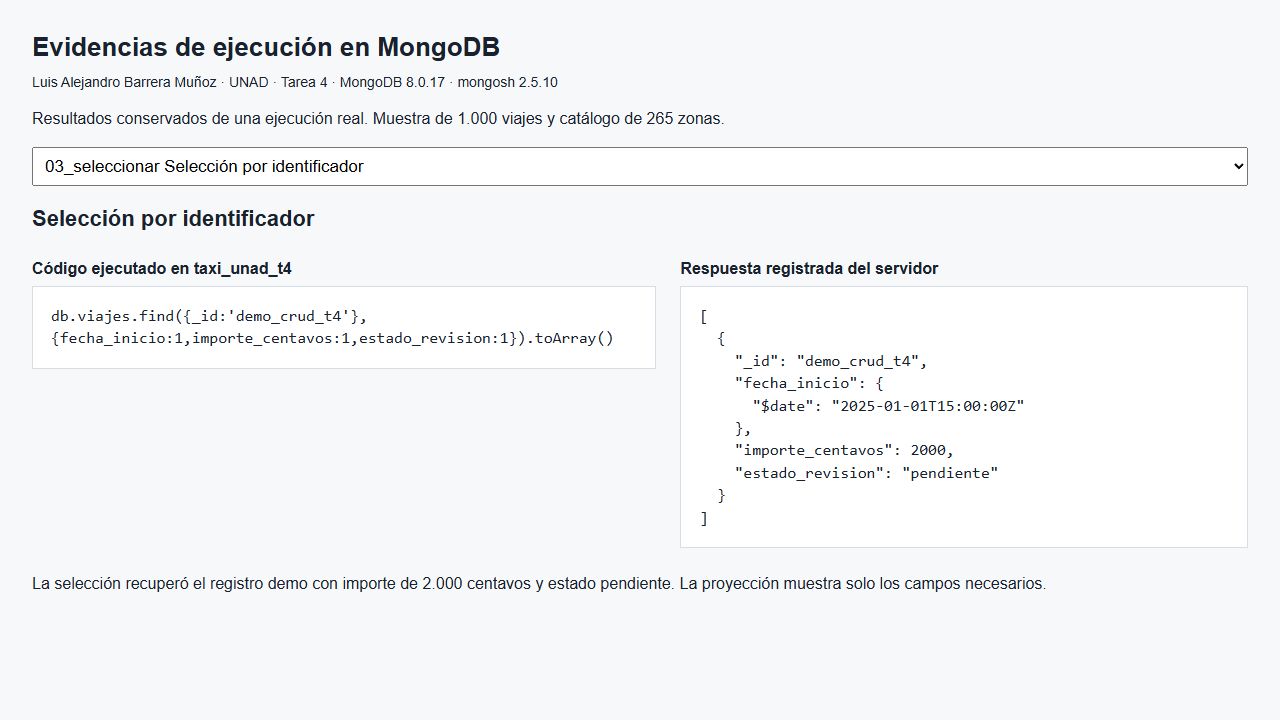 Evidencias de ejecución en MongoDB
Luis Alejandro Barrera Muñoz · UNAD · Tarea 4 · MongoDB 8.0.17 · mongosh 2.5.10
Resultados conservados de una ejecución real. Muestra de 1.000 viajes y catálogo de 265 zonas.
03_seleccionar Selección por identificador
Selección por identificador
Código ejecutado en taxi_unad_t4
db.viajes.find({_id:'demo_crud_t4'},
{fecha_inicio:1,importe_centavos:1,estado_revision:1}).toArray()
Respuesta registrada del servidor
[
  {
    "_id": "demo_crud_t4",
    "fecha_inicio": {
      "$date": "2025-01-01T15:00:00Z"
    },
    "importe_centavos": 2000,
    "estado_revision": "pendiente"
  }
]
La selección recuperó el registro demo con importe de 2.000 centavos y estado pendiente. La proyección muestra solo los campos necesarios.